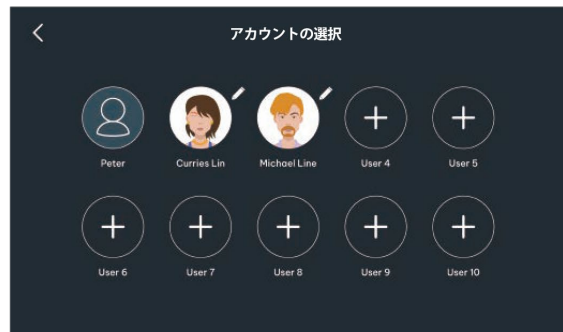 アカウントの選択
Peter
Curries Lin
Michael Line
User 4
User 5
User 6
User 7
User 8
User 9
User 10